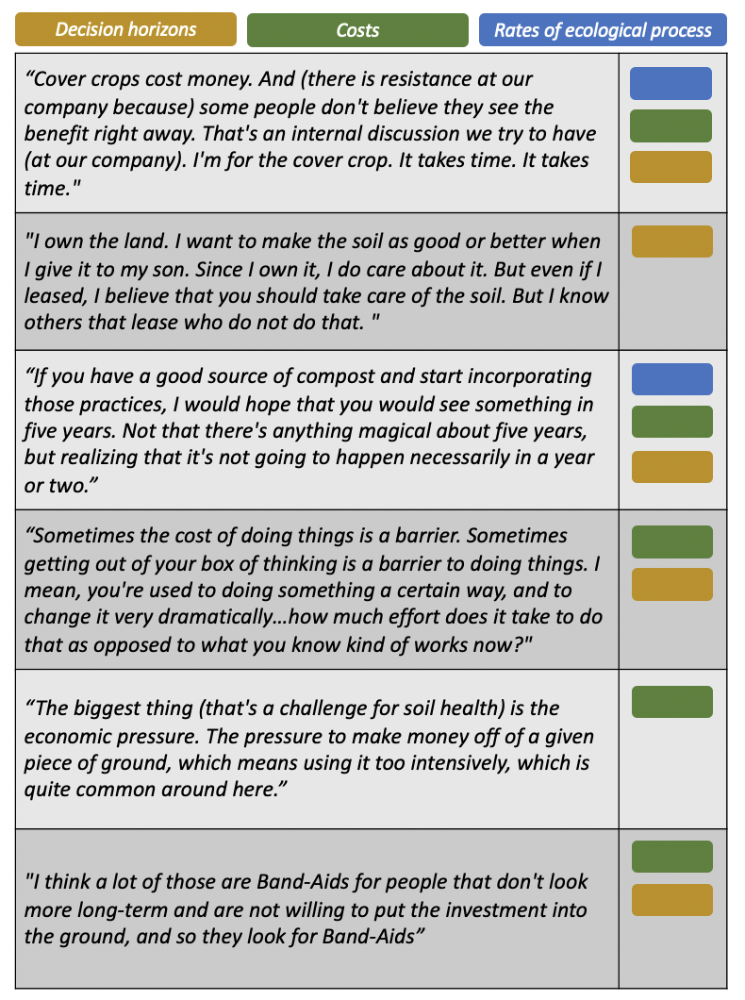 Decision horizons
Costs
Rates of ecological process
“Cover crops cost money. And (there is resistance at our
company because) some people don't believe they see the
benefit right away. That's an internal discussion we try to have
(at our company). I'm for the cover crop. It takes time. It takes
time."
"I own the land. I want to make the soil as good or better when
I give it to my son. Since I own it, I do care about it. But even if I
leased, I believe that you should take care of the soil. But I know
others that lease who do not do that. "
“If you have a good source of compost and start incorporating
those practices, I would hope that you would see something in
five years. Not that there's anything magical about five years,
but realizing that it's not going to happen necessarily in a year
or two.”
“Sometimes the cost of doing things is a barrier. Sometimes
getting out of your box of thinking is a barrier to doing things. I
mean, you're used to doing something a certain way, and to
change it very dramatically…how much effort does it take to do
that as opposed to what you know kind of works now?"
“The biggest thing (that's a challenge for soil health) is the
economic pressure. The pressure to make money off of a given
piece of ground, which means using it too intensively, which is
quite common around here.”
"I think a lot of those are Band-Aids for people that don't look
more long-term and are not willing to put the investment into
the ground, and so they look for Band-Aids”